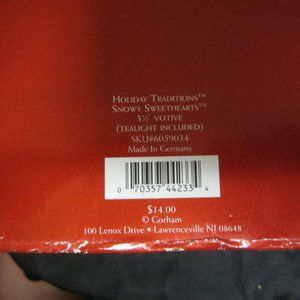 HOLIDAY TRADITIONS™
SNOWY SWEETHEARTS™
3½" VOTIVE
(TEALIGHT INCLUDED)
SKU#6059034
Made In Germany
0 70357 44233 4
$14.00
© Gorham
100 Lenox Drive • Lawrenceville NJ 08648